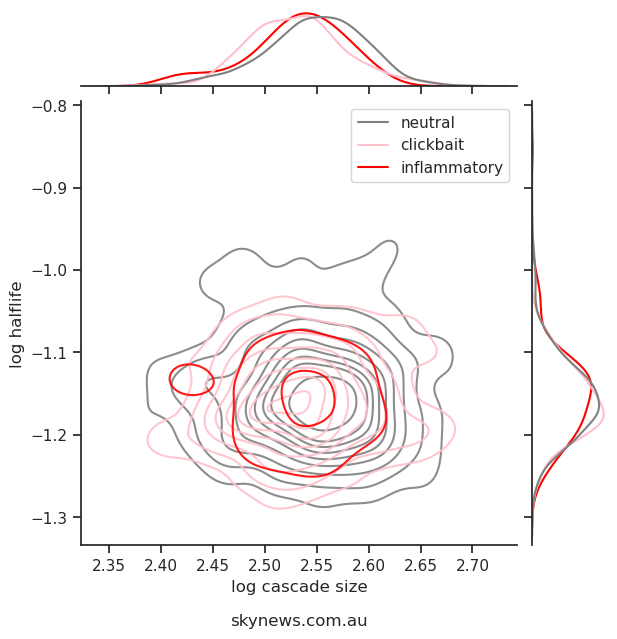 −0.8
neutral
clickbait
inflammatory
−0.9
−1.0
−1.1
−1.2
−1.3
log halflife
2.35 2.40 2.45 2.50 2.55 2.60 2.65 2.70
log cascade size
skynews.com.au